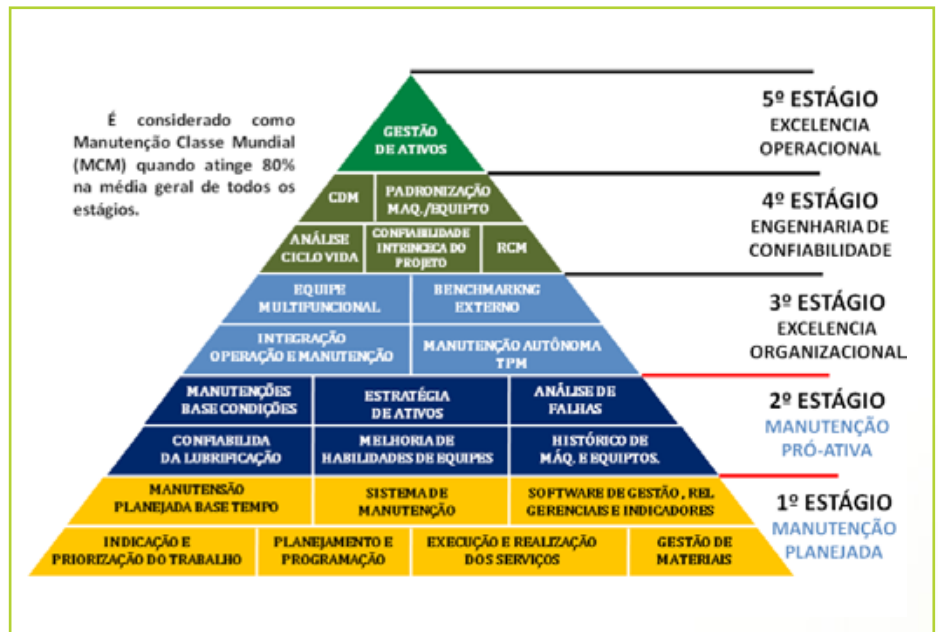 É considerado como
Manutenção Classe Mundial
(MCM) quando atinge 80%
na média geral de todos os
estágios.
GESTÃO
DE ATIVOS
5º ESTÁGIO
EXCELENCIA
OPERACIONAL
CDM
PADRONIZAÇÃO
MAQ./EQUIPTO
ANÁLISE
CICLO VIDA
CONFIABILIDADE
INTRINCECA DO
PROJETO
RCM
4º ESTÁGIO
ENGENHARIA DE
CONFIABILIDADE
EQUIPE
MULTIFUNCIONAL
BENCHMARKNG
EXTERNO
INTEGRAÇÃO
OPERAÇÃO E MANUTENÇÃO
MANUTENÇÃO AUTÔNOMA
TPM
3º ESTÁGIO
EXCELENCIA
ORGANIZACIONAL
MANUTENÇÕES
BASE CONDIÇÕES
ESTRATÉGIA
DE ATIVOS
ANÁLISE DE
FALHAS
CONFIABILIDA
DA LUBRIFICAÇÃO
MELHORIA DE
HABILIDADES DE EQUIPES
HISTÓRICO DE
MÁQ. E EQUIPTOS.
2º ESTÁGIO
MANUTENÇÃO
PRÓ-ATIVA
MANUTENSÃO
PLANEJADA BASE TEMPO
SISTEMA DE
MANUTENÇÃO
SOFTWARE DE GESTÃO , REL
GERENCIAIS E INDICADORES
INDICAÇÃO E
PRIORIZAÇÃO DO TRABALHO
PLANEJAMENTO E
PROGRAMAÇÃO
EXECUÇÃO E REALIZAÇÃO
DOS SERVIÇOS
GESTÃO DE
MATERIAIS
1º ESTÁGIO
MANUTENÇÃO
PLANEJADA